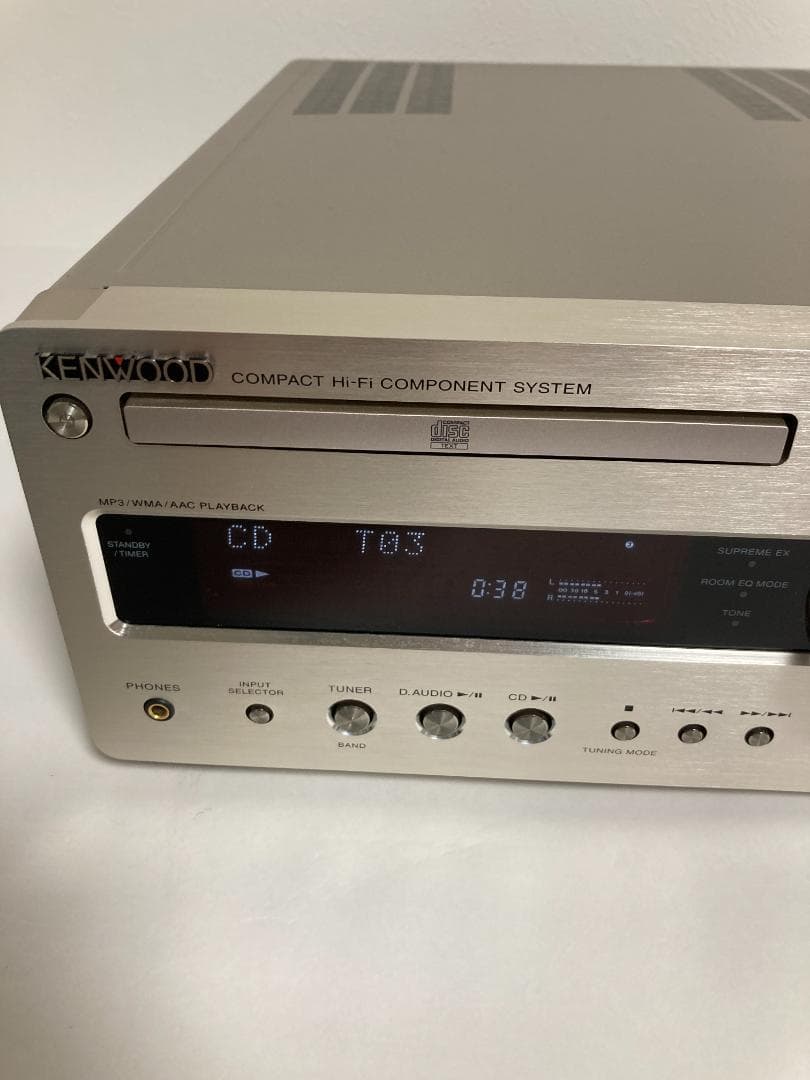 KENWOOD COMPACT Hi-Fi COMPONENT SYSTEM
COMPACT
disc
DIGITAL AUDIO
TEXT
MP3/WMA/AAC PLAYBACK
STANDBY
/TIMER
CD T03
CD ►
0:38
L
R
SUPREME EX
ROOM EQ MODE
TONE
PHONES
INPUT
SELECTOR
TUNER
BAND
D.AUDIO ►/II
CD ►/II
■
TUNING MODE
I◄◄/◄◄
►►/►►I